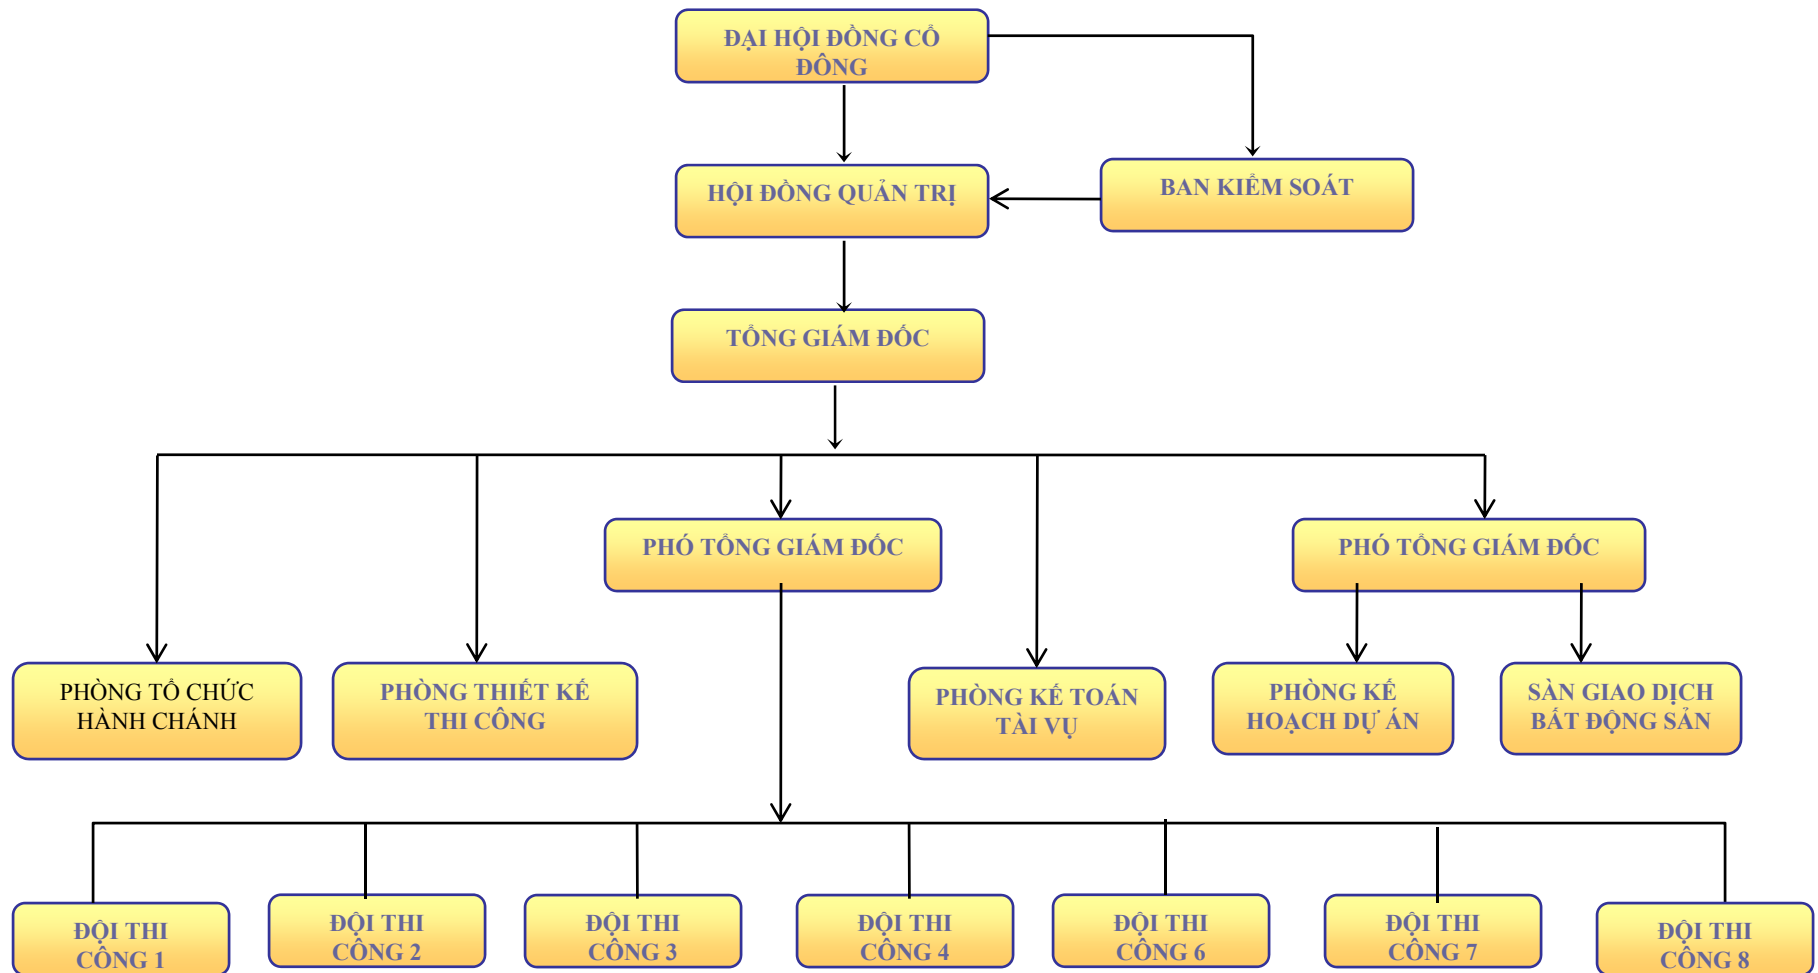 ĐẠI HỘI ĐỒNG CỔ
ĐÔNG
HỘI ĐỒNG QUẢN TRỊ
BAN KIỂM SOÁT
TỔNG GIÁM ĐỐC
PHÓ TỔNG GIÁM ĐỐC
PHÓ TỔNG GIÁM ĐỐC
PHÒNG TỔ CHỨC
HÀNH CHÁNH
PHÒNG THIẾT KẾ
THI CÔNG
PHÒNG KẾ TOÁN
TÀI VỤ
PHÒNG KẾ
HOẠCH DỰ ÁN
SÀN GIAO DỊCH
BẤT ĐỘNG SẢN
ĐỘI THI
CÔNG 1
ĐỘI THI
CÔNG 2
ĐỘI THI
CÔNG 3
ĐỘI THI
CÔNG 4
ĐỘI THI
CÔNG 6
ĐỘI THI
CÔNG 7
ĐỘI THI
CÔNG 8